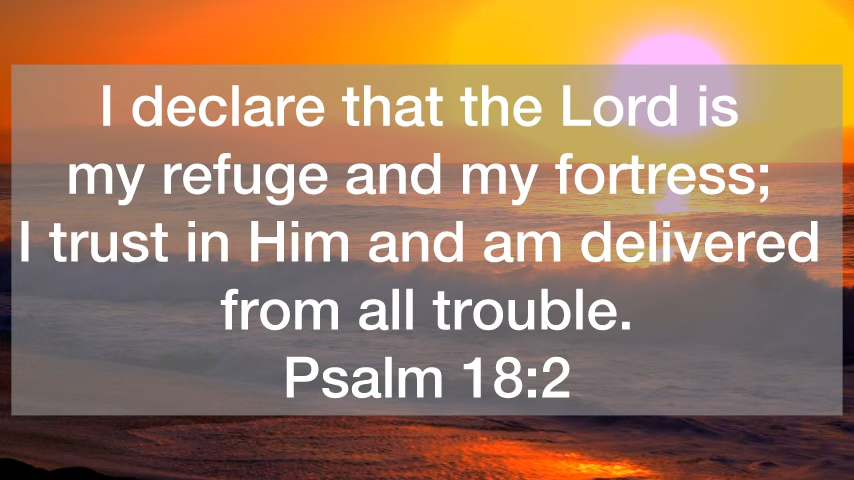 I declare that the Lord is
my refuge and my fortress;
I trust in Him and am delivered
from all trouble.
Psalm 18:2